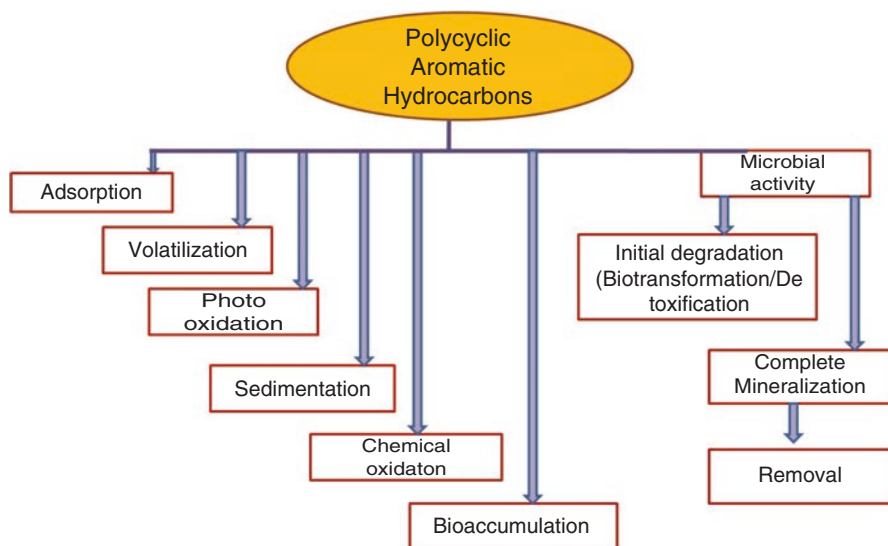 Polycyclic
Aromatic
Hydrocarbons
Adsorption
Volatilization
Photo
oxidation
Sedimentation
Chemical
oxidaton
Bioaccumulation
Microbial
activity
Initial degradation
(Biotransformation/De
toxification
Complete
Mineralization
Removal